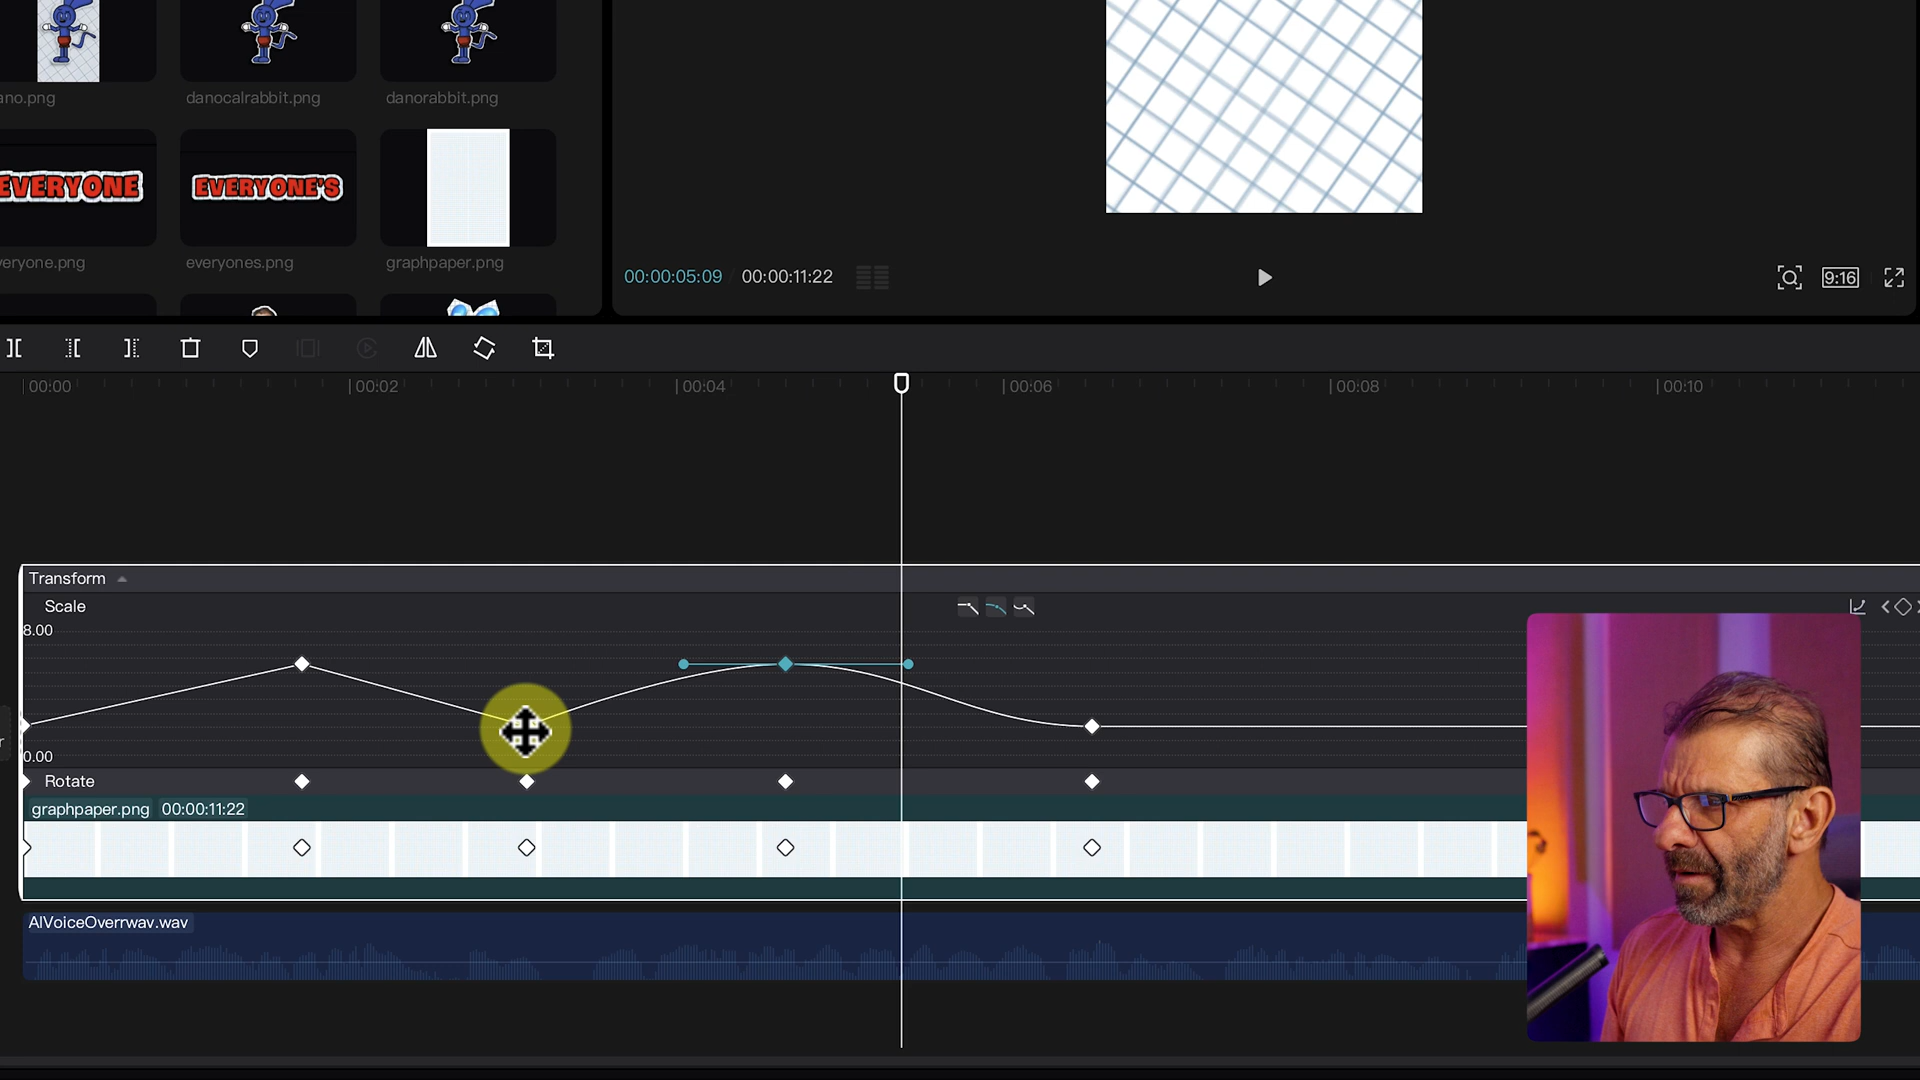 ano.png
danocalrabbit.png
danorabbit.png
EVERYONE
EVERYONE'S
veryone.png
everyones.png
graphpaper.png
00:00:05:09 / 00:00:11:22
9:16
00:00
00:02
00:04
00:06
00:08
00:10
Transform
Scale
8.00
r
0.00
Rotate
graphpaper.png 00:00:11:22
AIVoiceOverrwav.wav